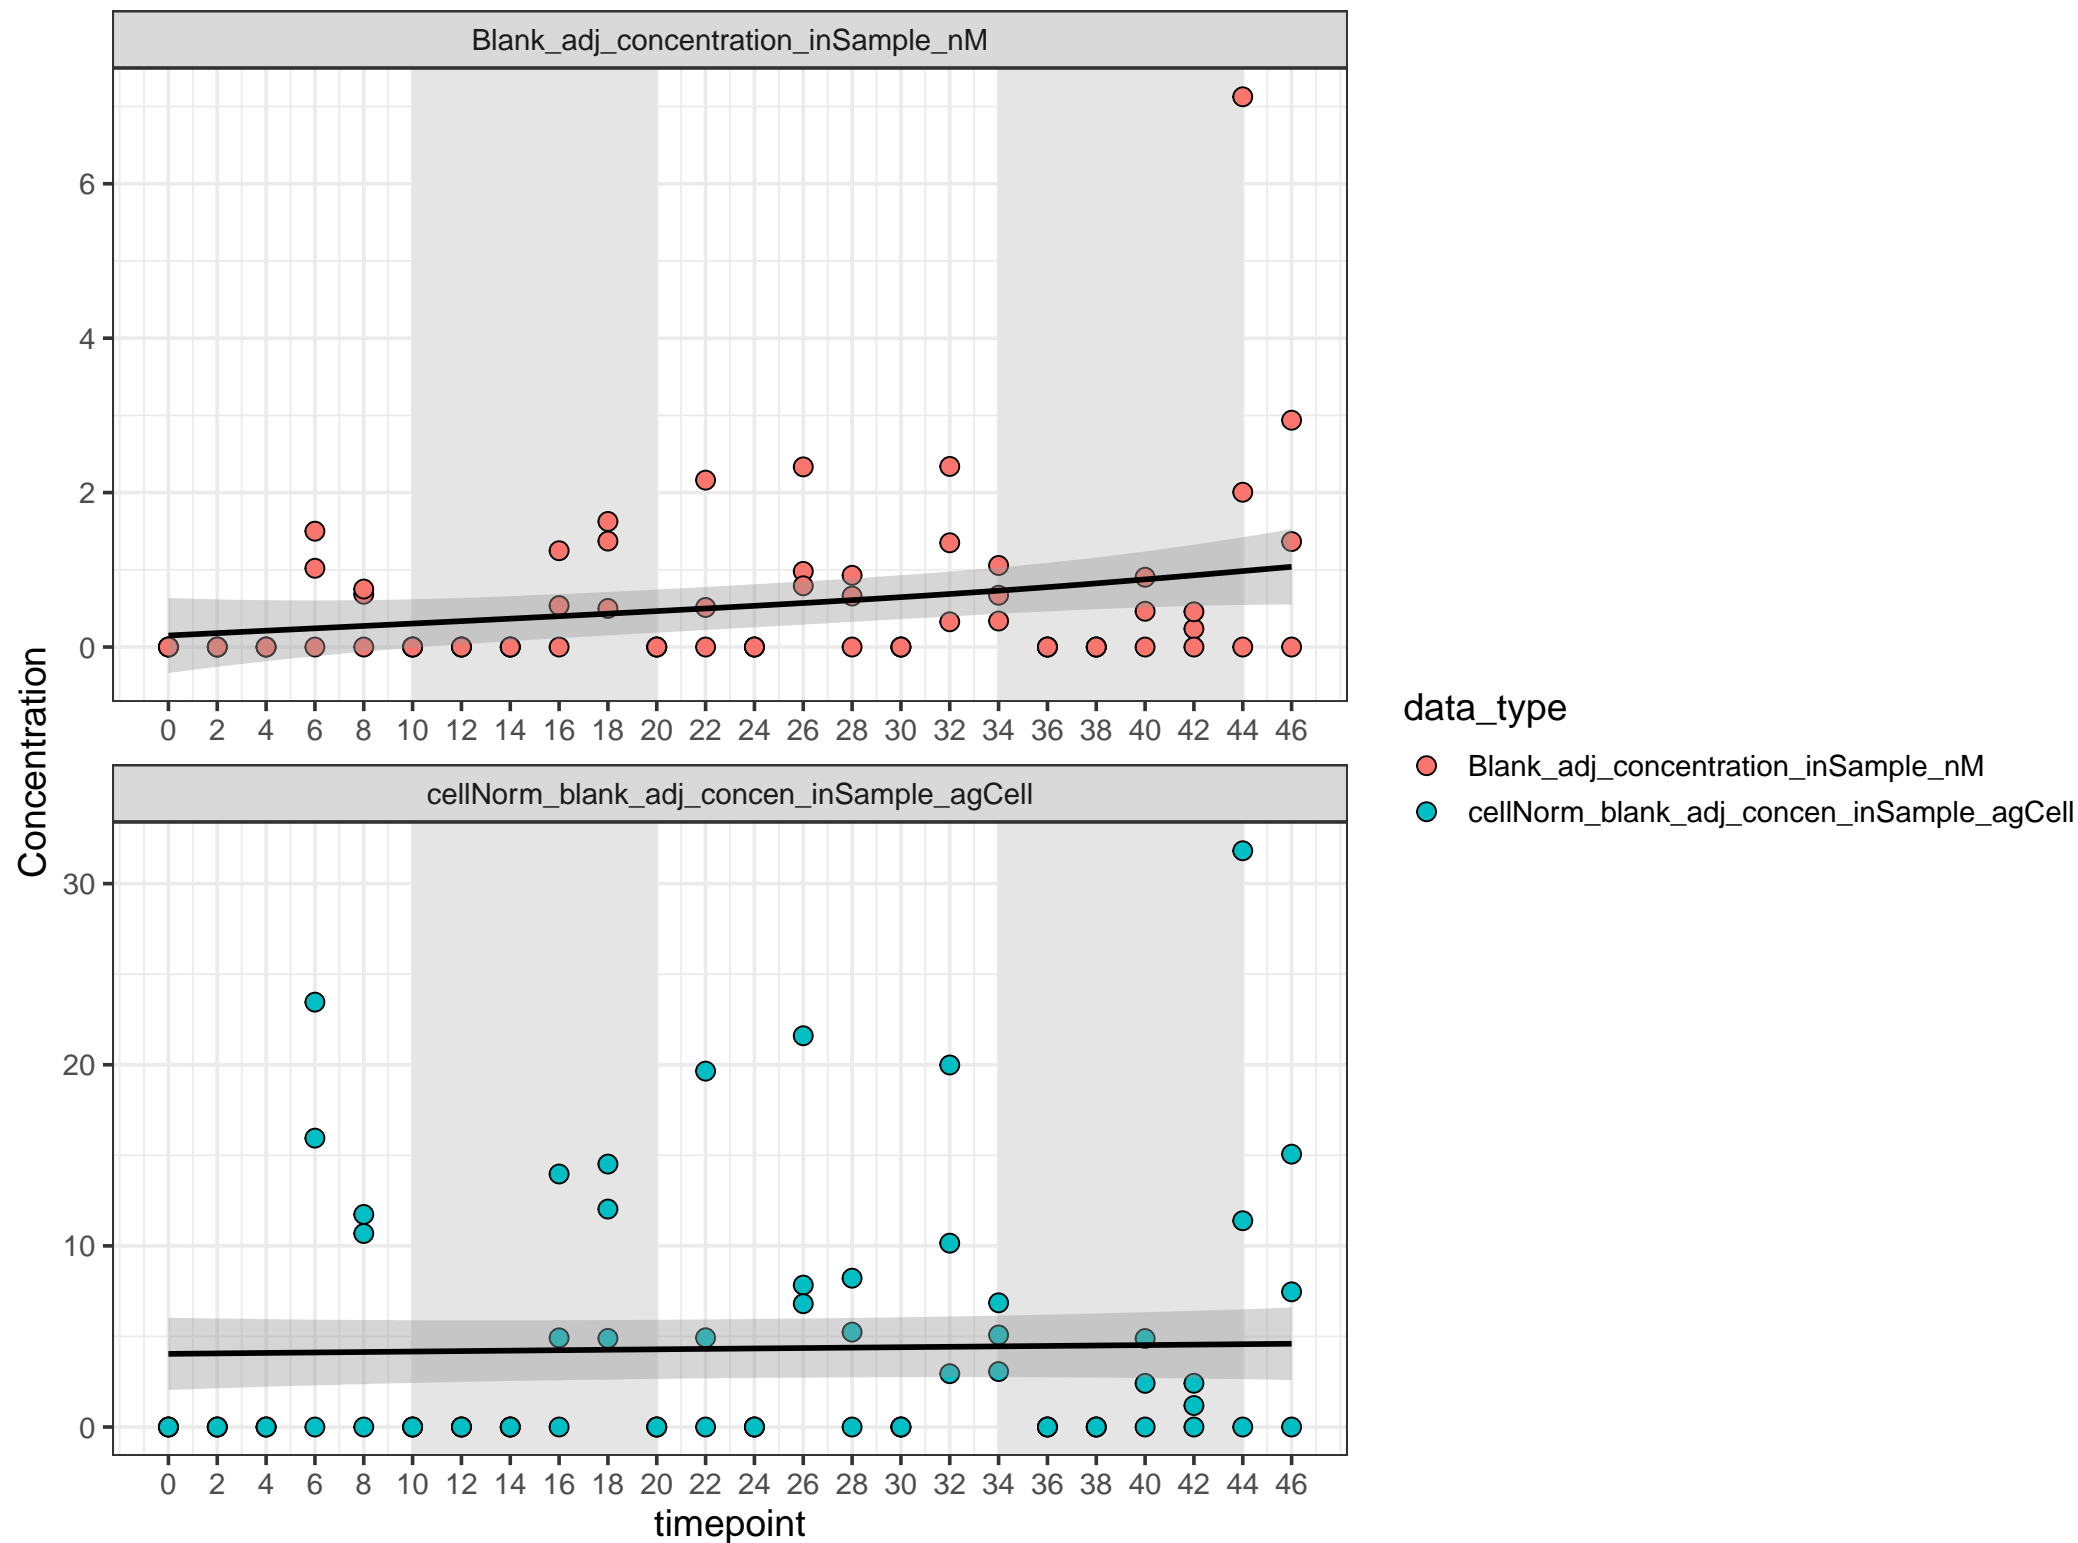 Blank_adj_concentration_inSample_nM
6
4
2
0
0 2 4 6 8 10 12 14 16 18 20 22 24 26 28 30 32 34 36 38 40 42 44 46
Concentration
data_type
Blank_adj_concentration_inSample_nM
cellNorm_blank_adj_concen_inSample_agCell
cellNorm_blank_adj_concen_inSample_agCell
30
20
10
0
0 2 4 6 8 10 12 14 16 18 20 22 24 26 28 30 32 34 36 38 40 42 44 46
timepoint